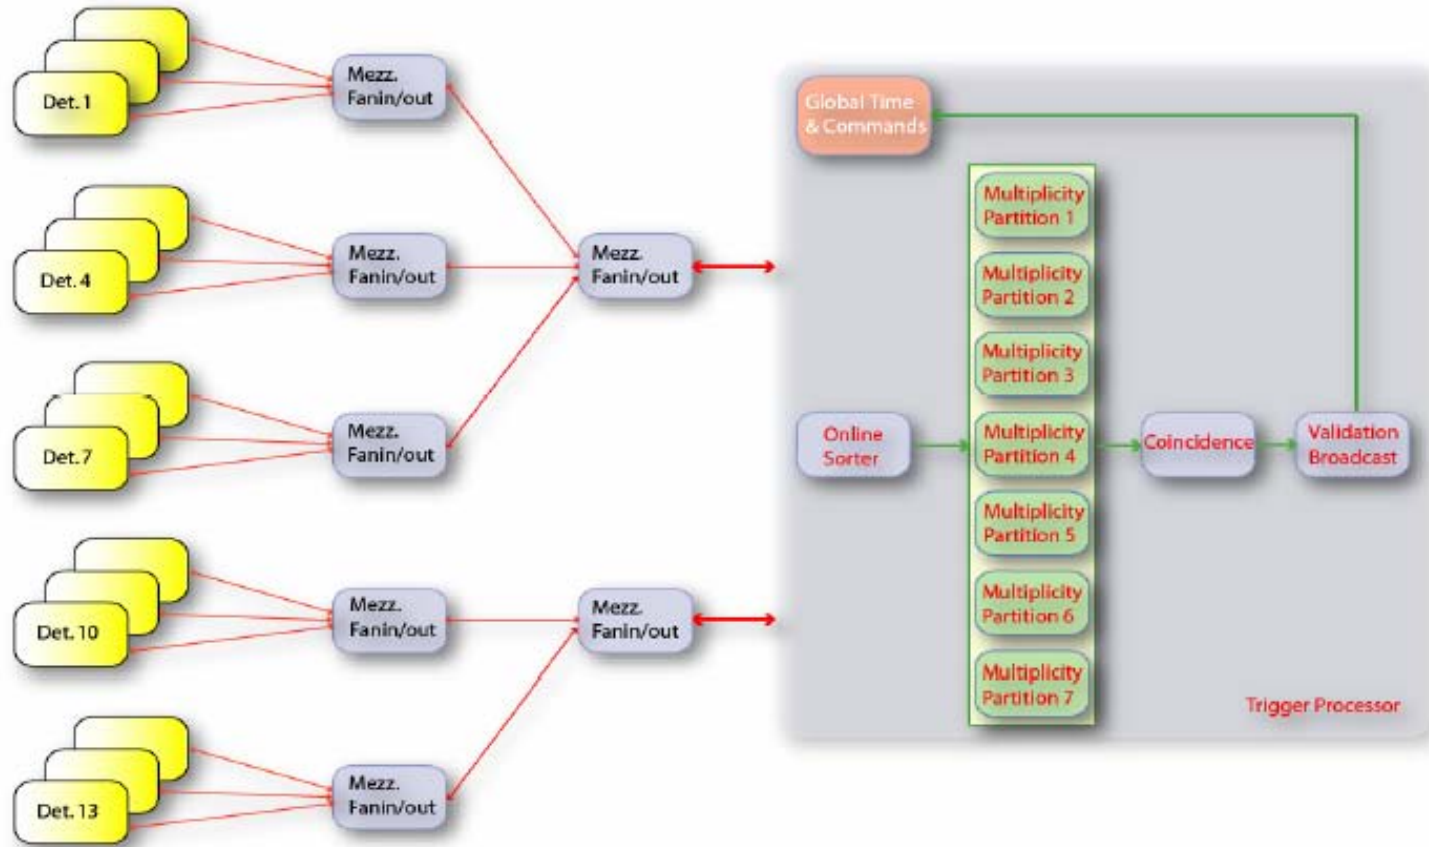 Det. 1
Det. 4
Det. 7
Det. 10
Det. 13
Mezz.
Fanin/out
Mezz.
Fanin/out
Mezz.
Fanin/out
Mezz.
Fanin/out
Mezz.
Fanin/out
Mezz.
Fanin/out
Mezz.
Fanin/out
Global Time
& Commands
Online
Sorter
Multiplicity
Partition 1
Multiplicity
Partition 2
Multiplicity
Partition 3
Multiplicity
Partition 4
Multiplicity
Partition 5
Multiplicity
Partition 6
Multiplicity
Partition 7
Coincidence
Validation
Broadcast
Trigger Processor